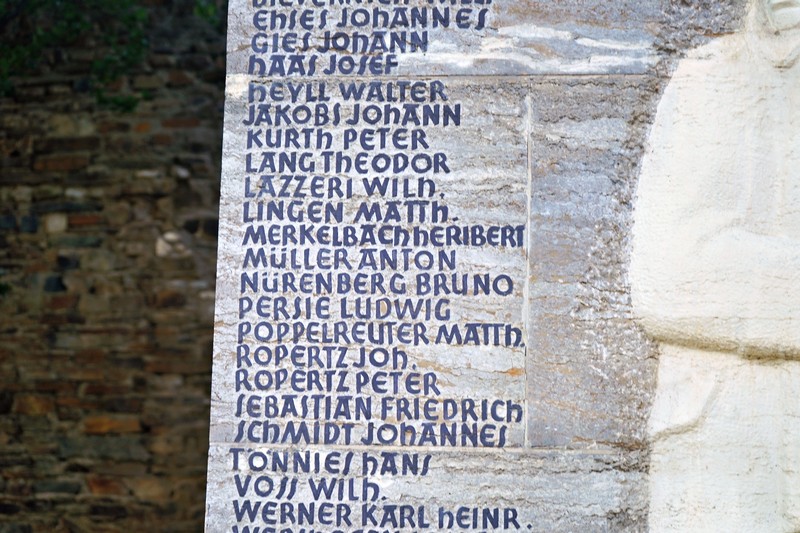 EHSES JOHANNES
GIES JOHANN
HAAS JOSEF
HEYLL WALTER
JAKOBS JOHANN
KURTH PETER
LANG THEODOR
LAZZERI WILH.
LINGEN MATTH.
MERKELBACH HERIBERT
MÜLLER ANTON
NÜRENBERG BRUNO
PERSIE LUDWIG
POPPELREUTER MATTH.
ROPERTZ JOH.
ROPERTZ PETER
SEBASTIAN FRIEDRICH
SCHMIDT JOHANNES
TÖNNIES HANS
VOSS WILH.
WERNER KARL HEINR.